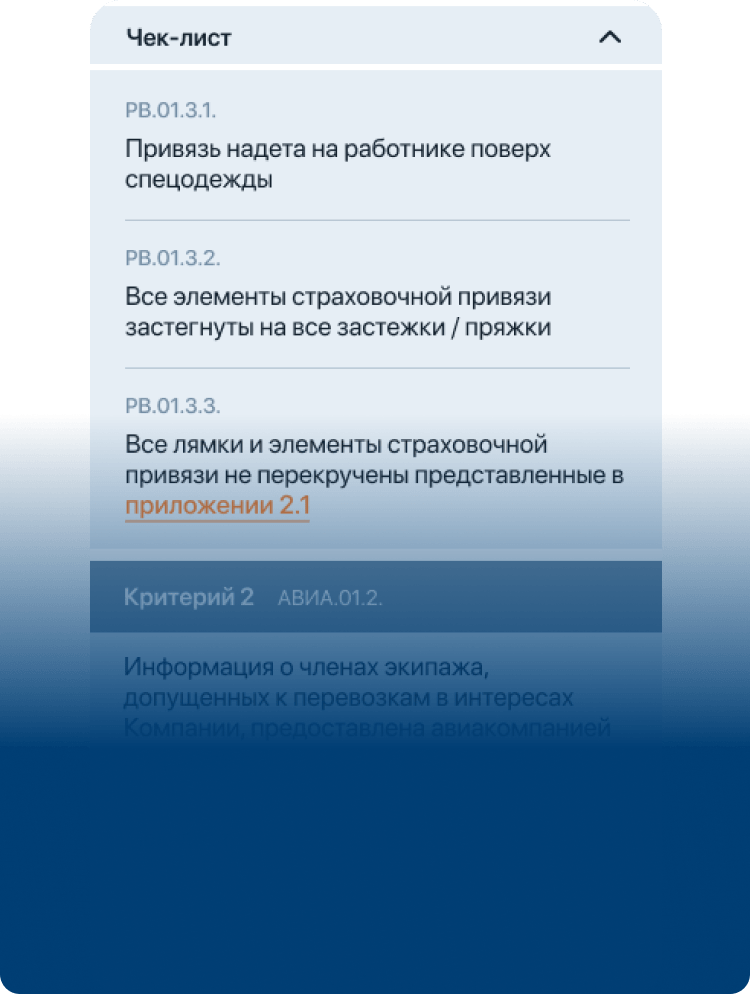 Чек-лист
РВ.01.3.1.
Привязь надета на работнике поверх
спецодежды
РВ.01.3.2.
Все элементы страховочной привязи
застегнуты на все застежки / пряжки
РВ.01.3.3.
Все лямки и элементы страховочной
привязи не перекручены представленные в
приложении 2.1
Критерий 2 АВИА.01.2.
Информация о членах экипажа,
допущенных к перевозкам в интересах
Компании, предоставлена авиакомпанией